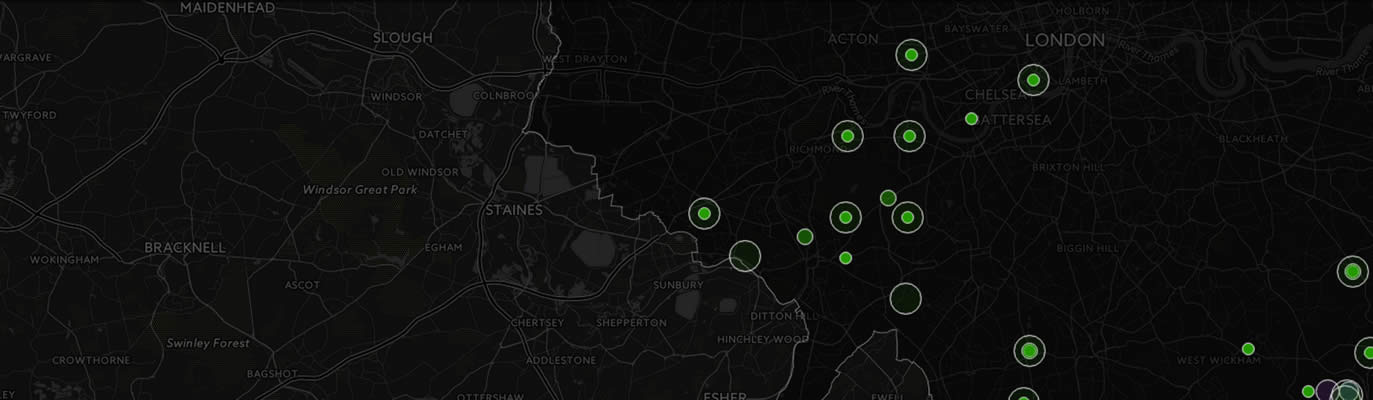 MAIDENHEAD
HOLBORN
BAYSWATER
SLOUGH
ACTON
LONDON
River Thames
WEST DRAYTON
WARGRAVE
River Thames
LAMBETH
WINDSOR
COLNBROOK
River Thames
CHELSEA
TWYFORD
BATTERSEA
DATCHET
BLACKHEATH
RICHMOND
OLD WINDSOR
BRIXTON HILL
Windsor Great Park
STAINES
BRACKNELL
EGHAM
BIGGIN HILL
WOKINGHAM
ASCOT
SUNBURY
CHERTSEY
SHEPPERTON
DITTON HILL
Swinley Forest
HINCHLEY WOOD
CROWTHORNE
ADDLESTONE
WEST WICKHAM
BAGSHOT
OTTERSHAW
ESHER
EWELL